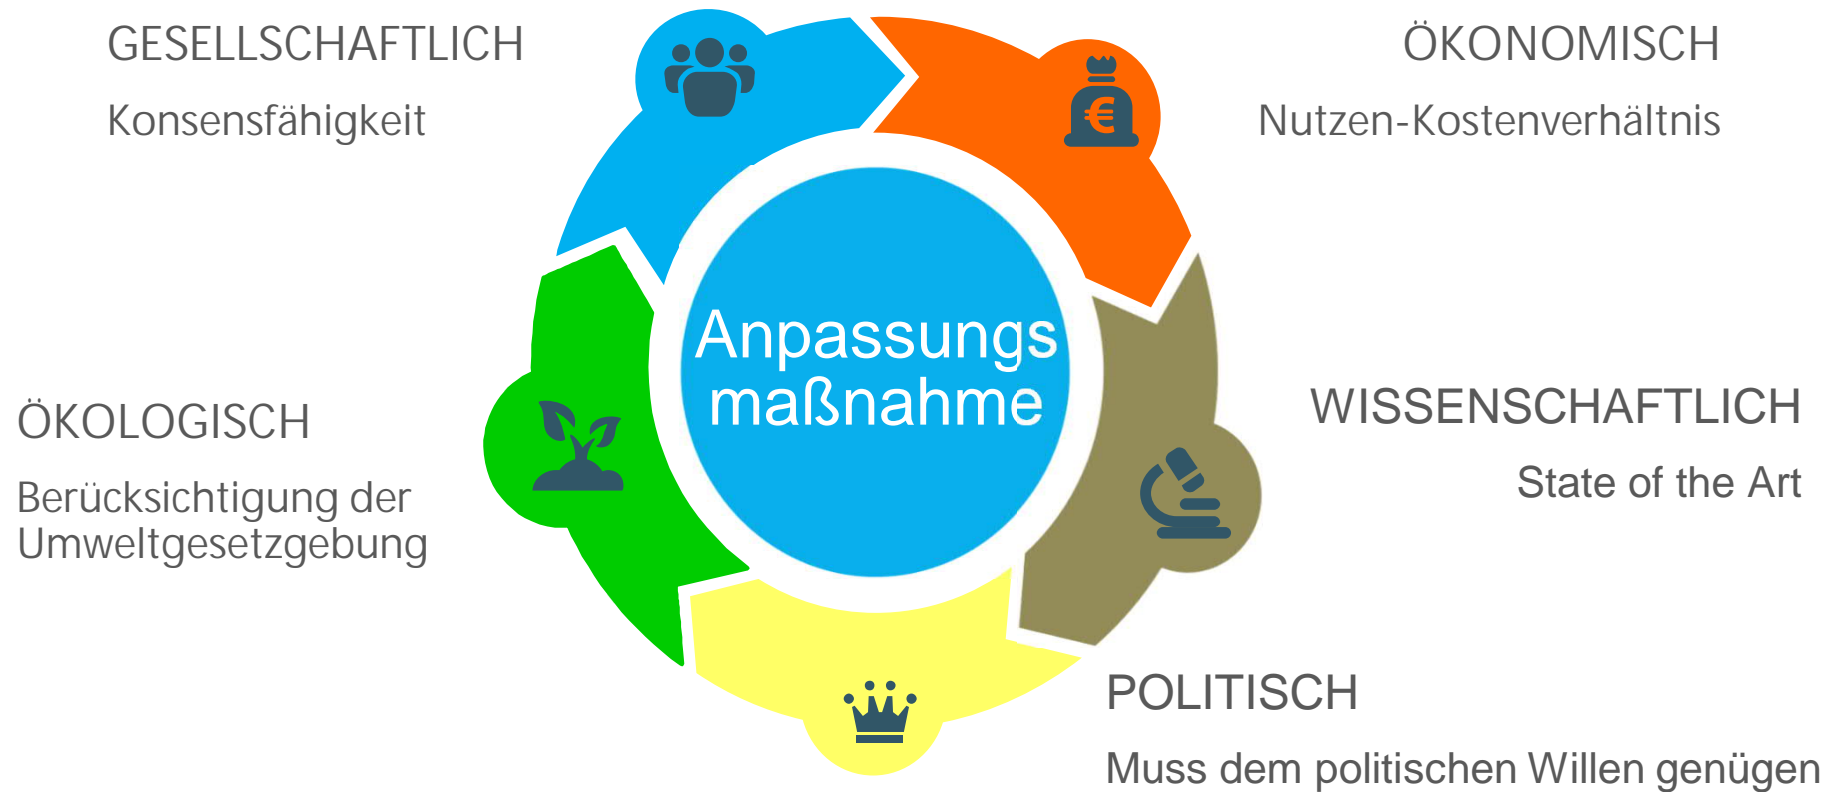 GESELLSCHAFTLICH
Konsensfähigkeit
ÖKONOMISCH
Nutzen-Kostenverhältnis
Anpassungs
maßnahme
ÖKOLOGISCH
Berücksichtigung der
Umweltgesetzgebung
WISSENSCHAFTLICH
State of the Art
POLITISCH
Muss dem politischen Willen genügen
€